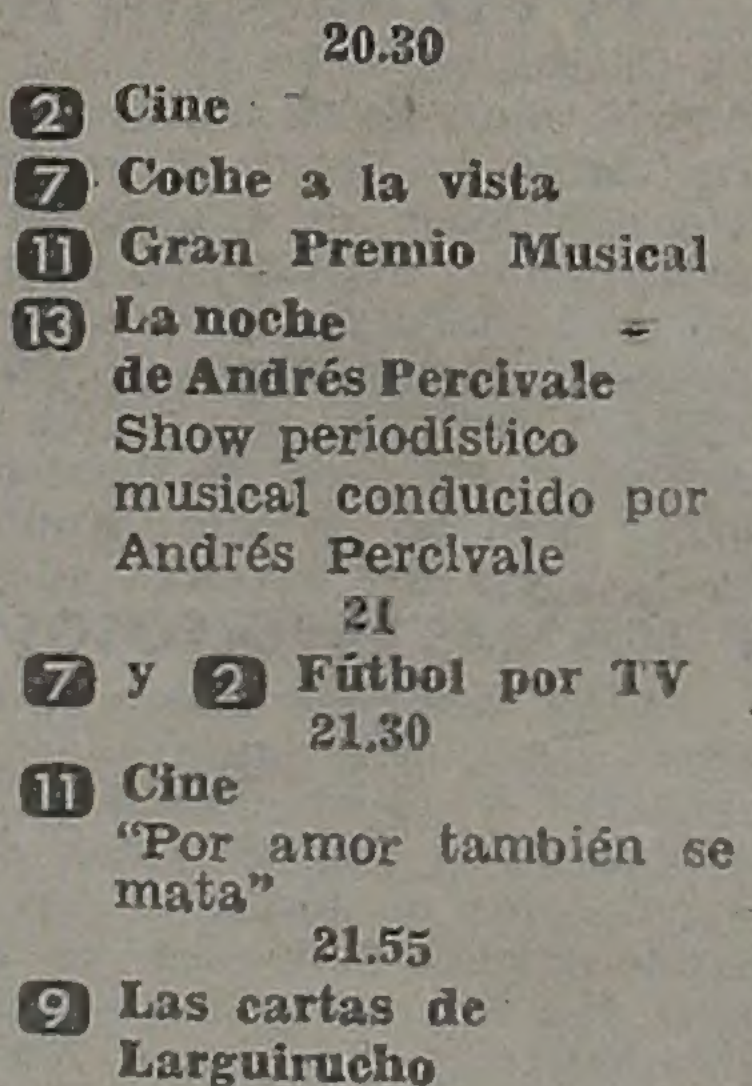 20.30
2 Cine
7 Coche a la vista
11 Gran Premio Musical
13 La noche
de Andrés Percivale
Show periodístico
musical conducido por
Andrés Percivale
21
7 y 2 Fútbol por TV
21.30
11 Cine
“Por amor también se
mata”
21.55
9 Las cartas de
Larguirucho